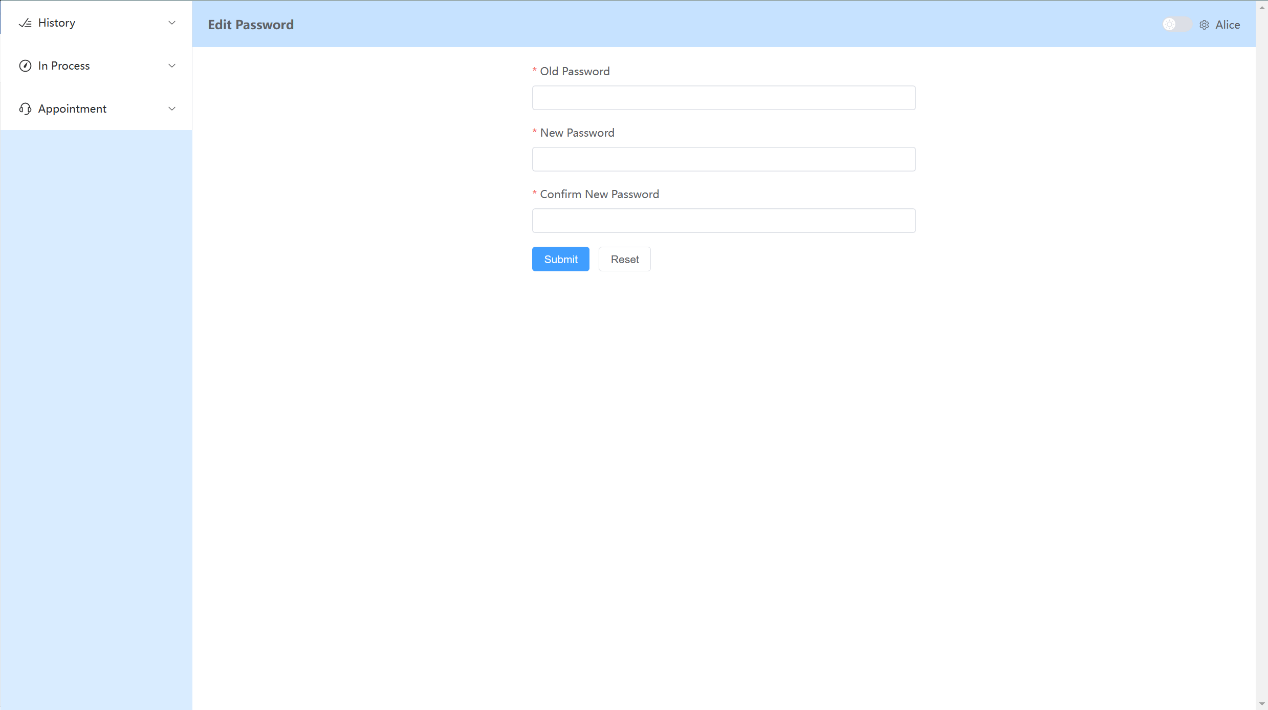 History
In Process
Appointment
Edit Password
Alice
* Old Password
* New Password
* Confirm New Password
Submit
Reset